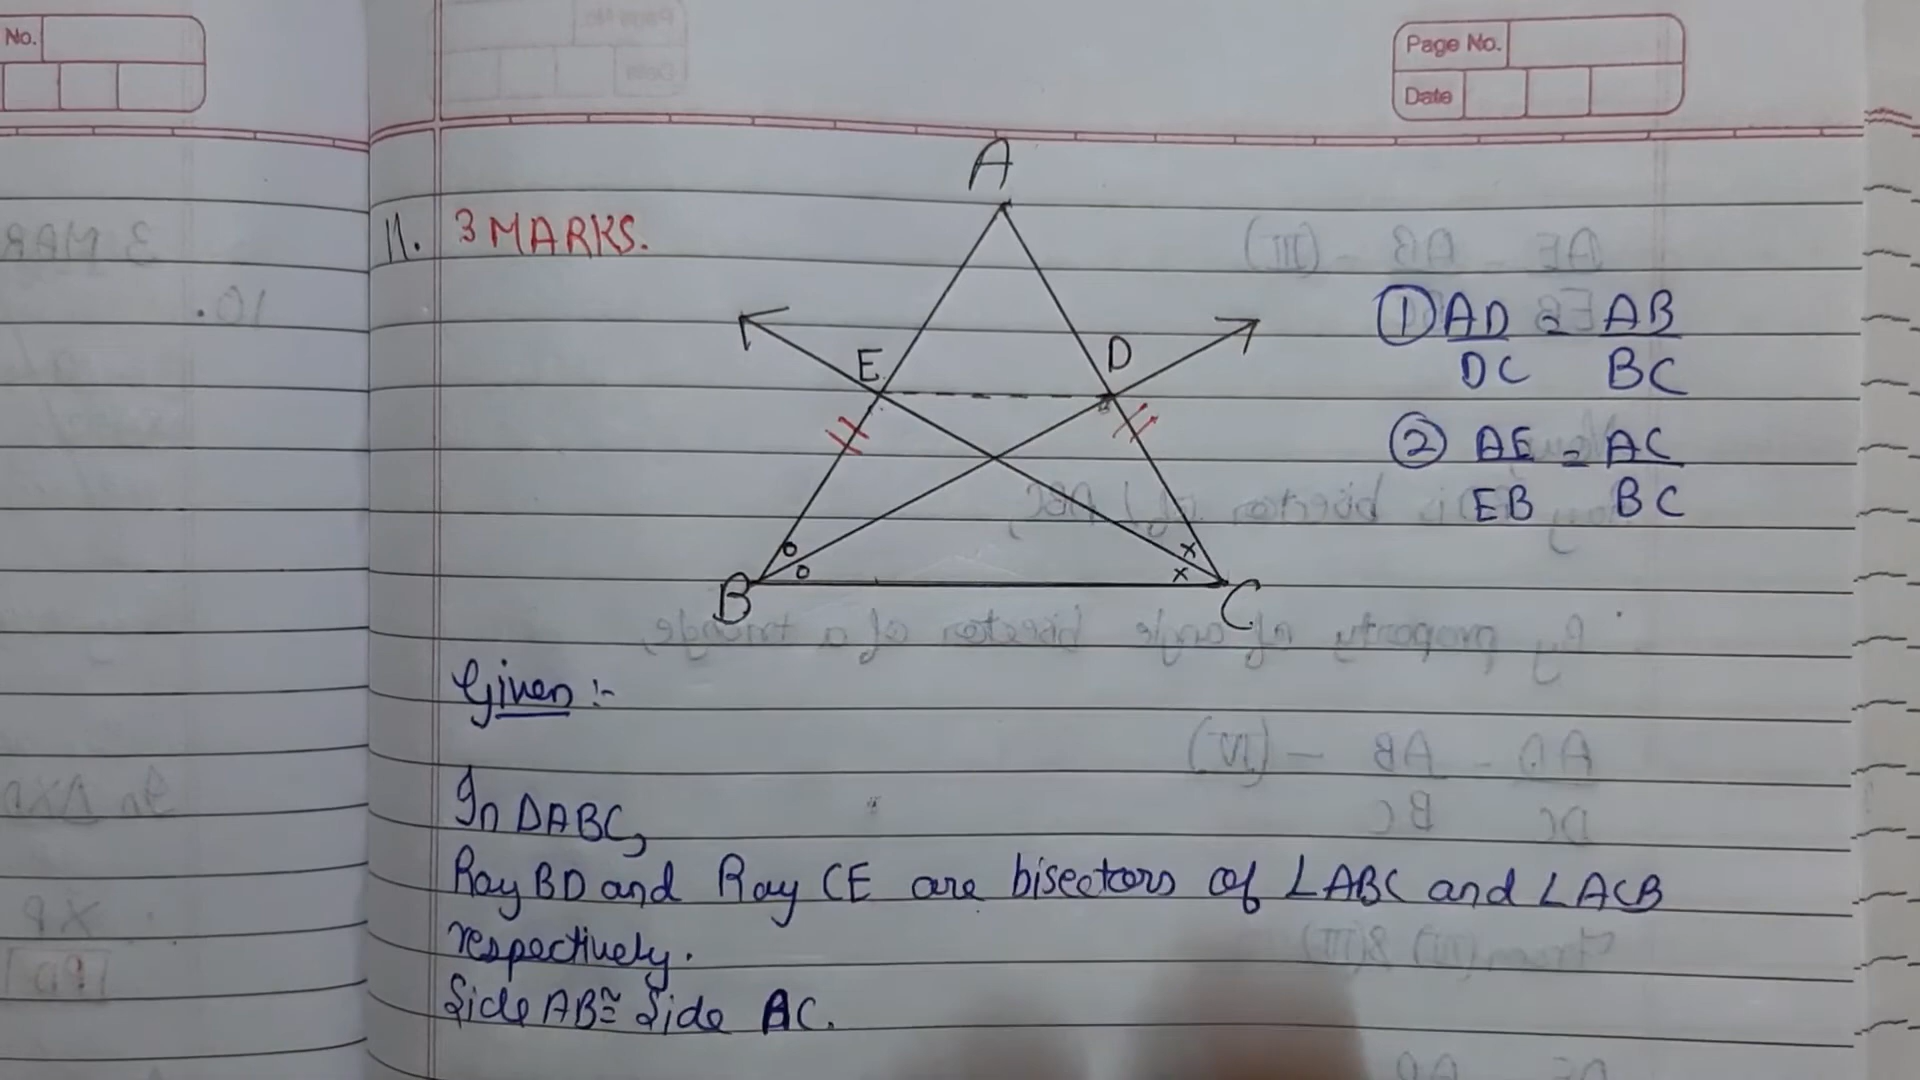 No.
Page No.
Date
A
11. 3 MARKS.
E D
① AD = AB
DC BC
② AE = AC
EB BC
o x
o x
B C
Given :-
In ΔABC,
Ray BD and Ray CE are bisectors of ∠ABC and ∠ACB
respectively.
Side AB ≅ Side AC.